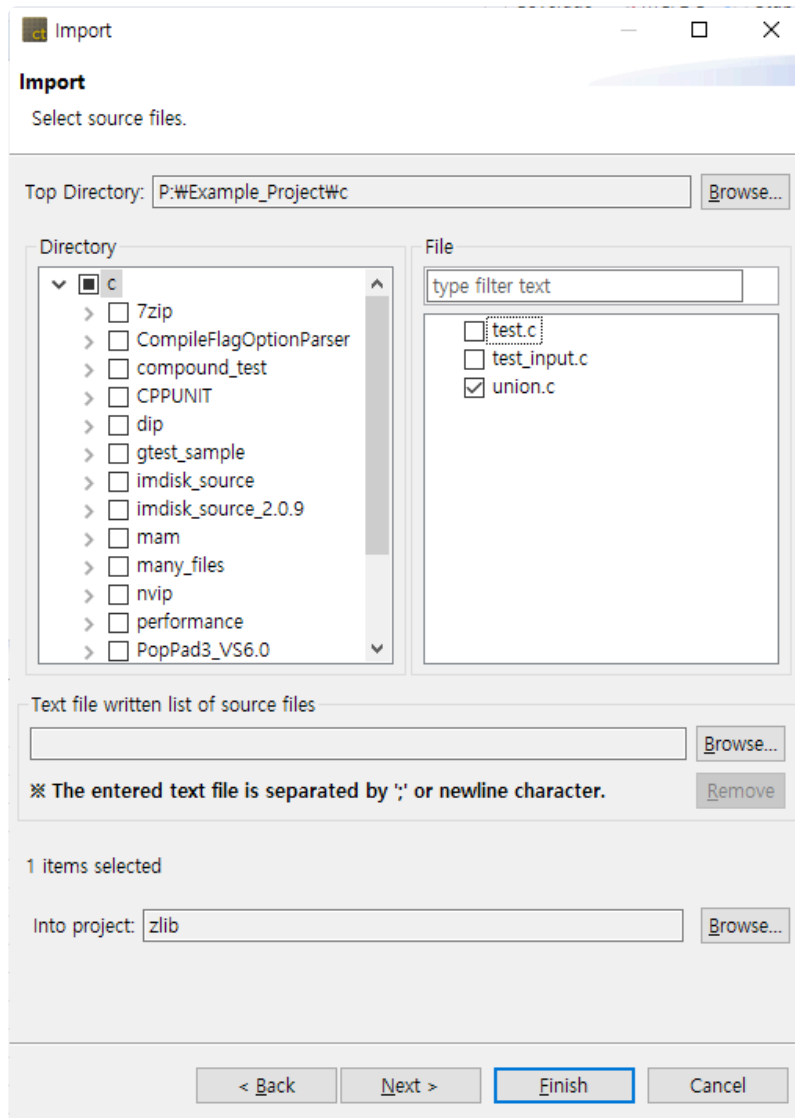 ct Import
Import
Select source files.
Top Directory: P:₩Example_Project₩c Browse...
Directory
c
7zip
CompileFlagOptionParser
compound_test
CPPUNIT
dip
gtest_sample
imdisk_source
imdisk_source_2.0.9
mam
many_files
nvip
performance
PopPad3_VS6.0
File
type filter text
test.c
test_input.c
union.c
Text file written list of source files
Browse...
※ The entered text file is separated by ';' or newline character.
Remove
1 items selected
Into project: zlib Browse...
< Back Next > Finish Cancel